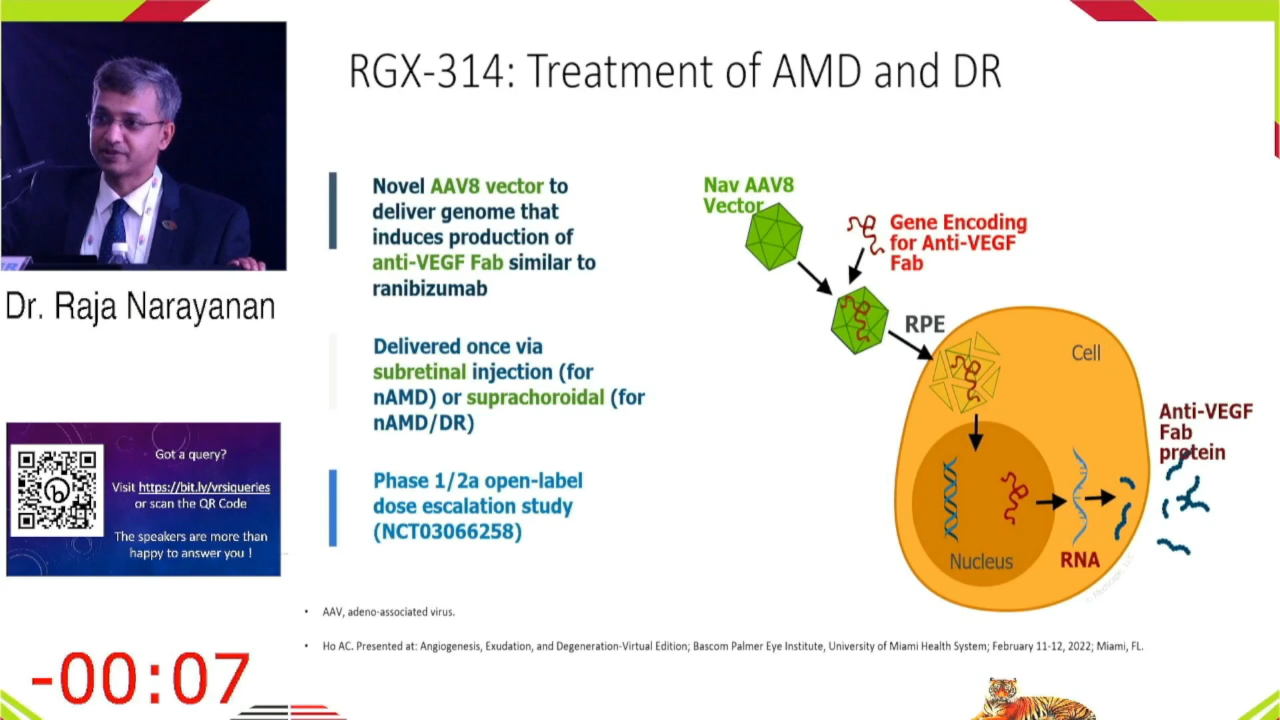 RGX-314: Treatment of AMD and DR
Dr. Raja Narayanan
Got a query?
Visit https://bit.ly/vrsiqueries
or scan the QR Code
The speakers are more than
happy to answer you !
-00:07
Novel AAV8 vector to
deliver genome that
induces production of
anti-VEGF Fab similar to
ranibizumab
Delivered once via
subretinal injection (for
nAMD) or suprachoroidal (for
nAMD/DR)
Phase 1/2a open-label
dose escalation study
(NCT03066258)
Nav AAV8
Vector
Gene Encoding
for Anti-VEGF
Fab
RPE
Cell
Anti-VEGF
Fab
protein
Nucleus
RNA
• AAV, adeno-associated virus.
• Ho AC. Presented at: Angiogenesis, Exudation, and Degeneration-Virtual Edition; Bascom Palmer Eye Institute, University of Miami Health System; February 11-12, 2022; Miami, FL.